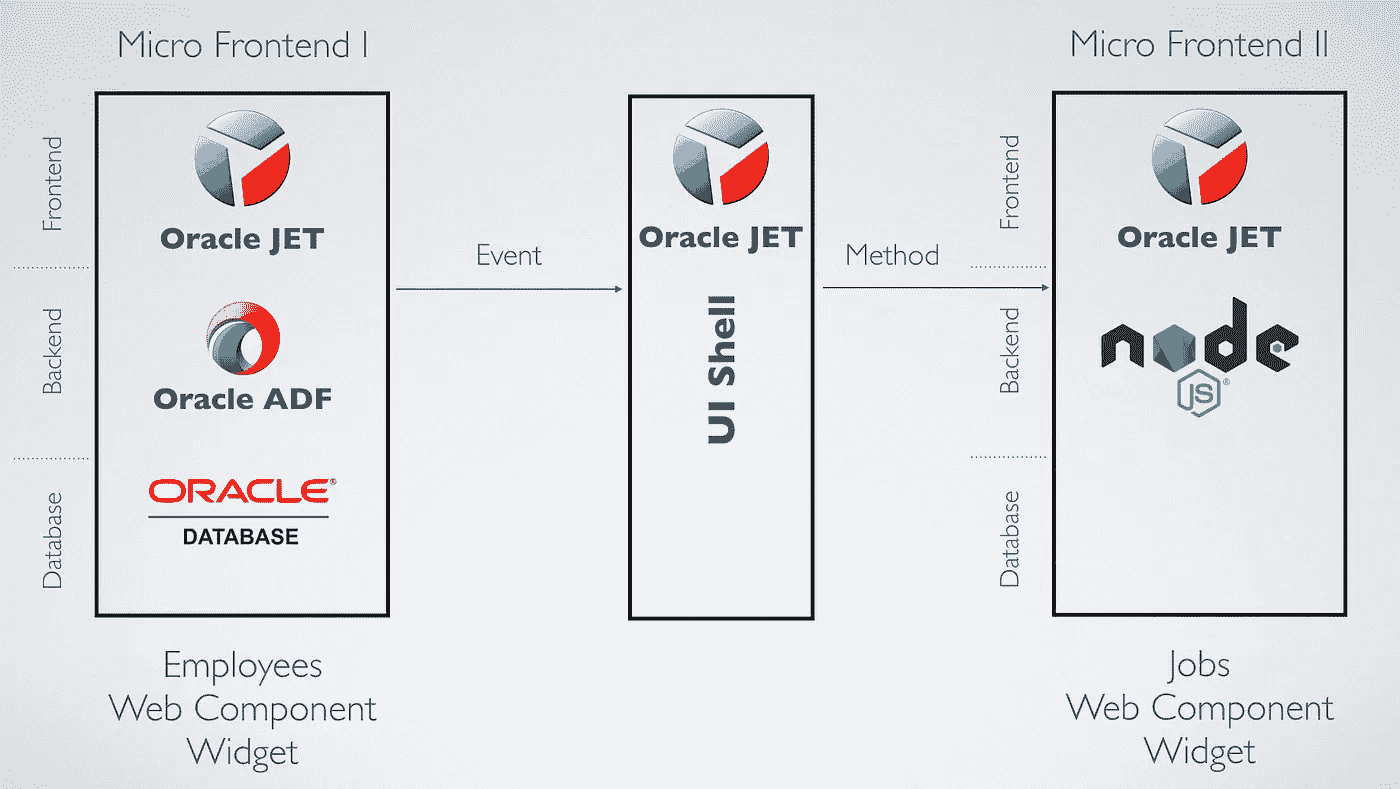 Micro Frontend I
Frontend
Oracle JET
Backend
Oracle ADF
Database
ORACLE®
DATABASE
Employees
Web Component
Widget
Event
Oracle JET
UI Shell
Method
Micro Frontend II
Frontend
Oracle JET
Backend
node
JS®
Database
Jobs
Web Component
Widget